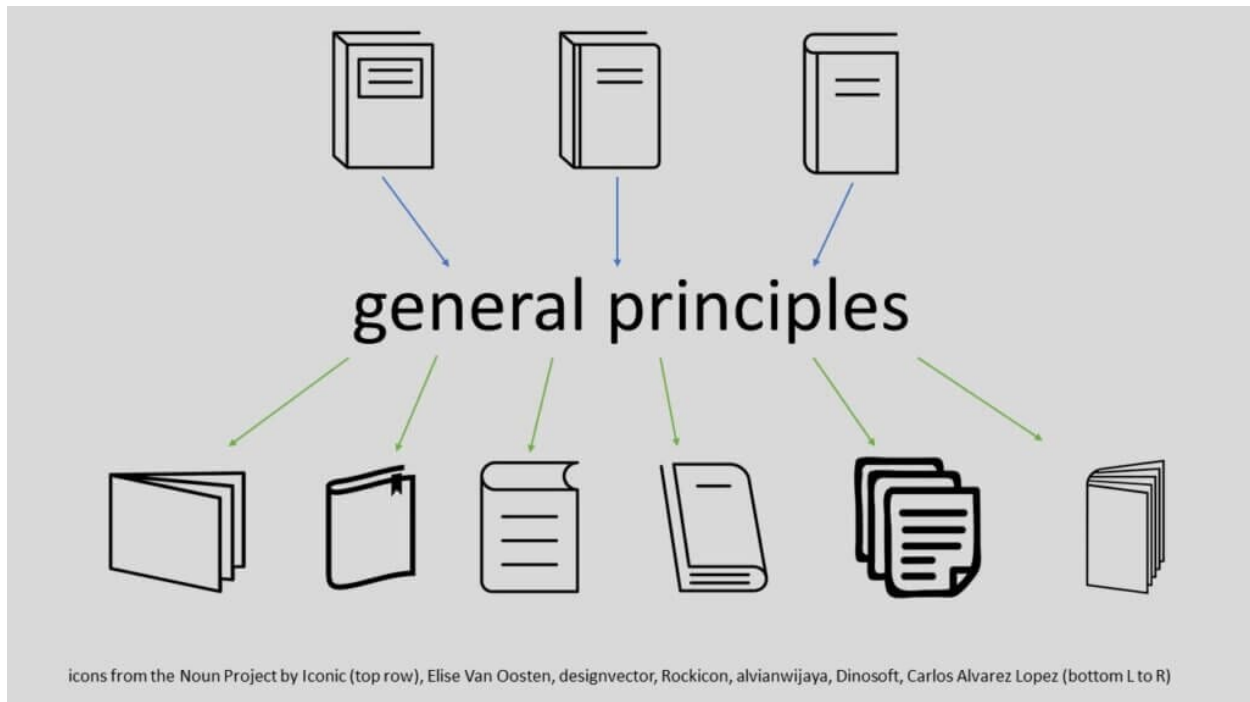 general principles
icons from the Noun Project by Iconic (top row), Elise Van Oosten, designvector, Rockicon, alvianwijaya, Dinosoft, Carlos Alvarez Lopez (bottom L to R)